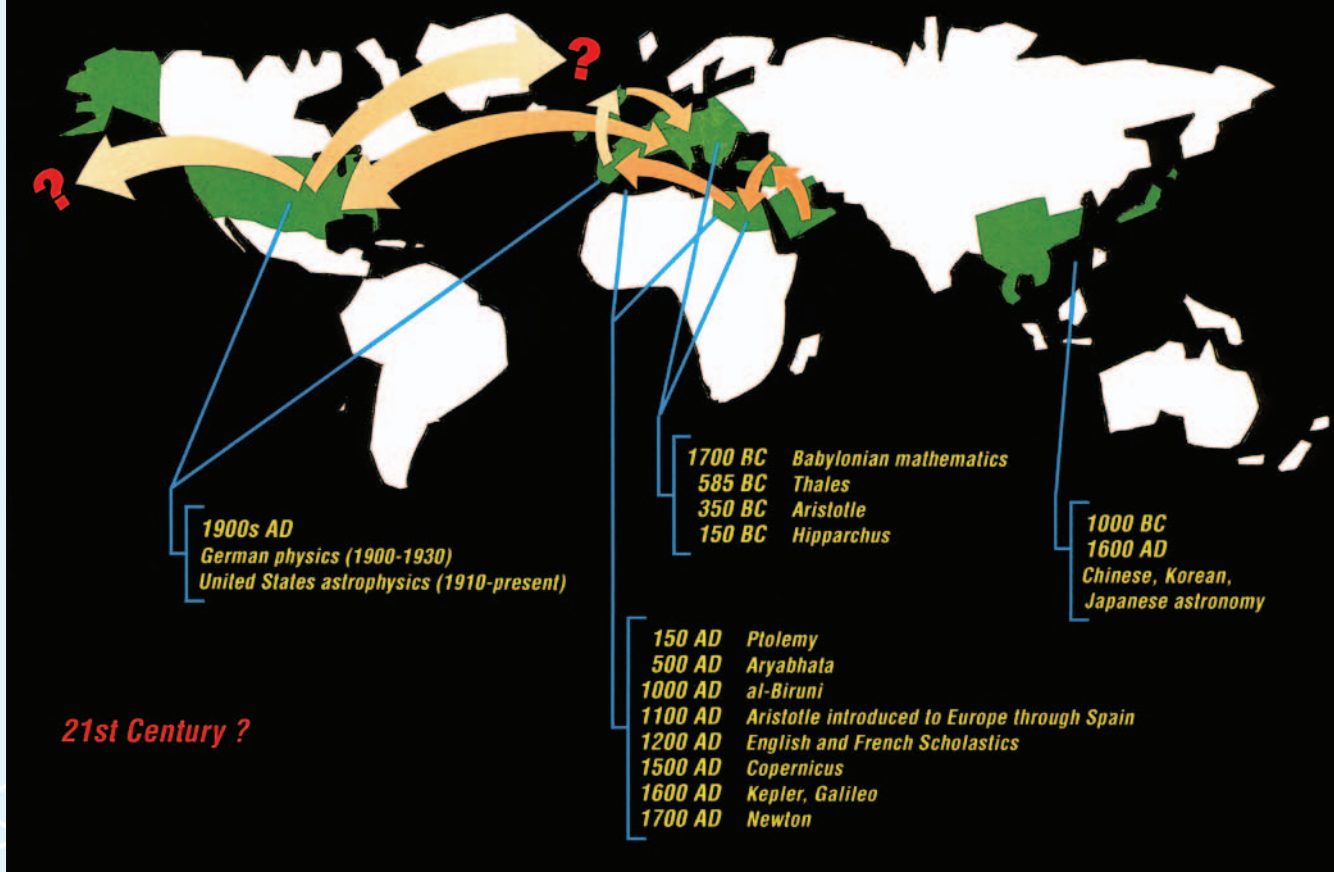 ?
?
1700 BC Babylonian mathematics
585 BC Thales
350 BC Aristotle
150 BC Hipparchus
1900s AD
German physics (1900-1930)
United States astrophysics (1910-present)
1000 BC
1600 AD
Chinese, Korean,
Japanese astronomy
150 AD Ptolemy
500 AD Aryabhata
1000 AD al-Biruni
1100 AD Aristotle introduced to Europe through Spain
1200 AD English and French Scholastics
1500 AD Copernicus
1600 AD Kepler, Galileo
1700 AD Newton
21st Century ?